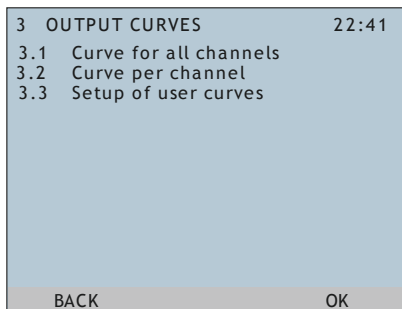 3 OUTPUT CURVES 22:41
3.1 Curve for all channels
3.2 Curve per channel
3.3 Setup of user curves
BACK OK